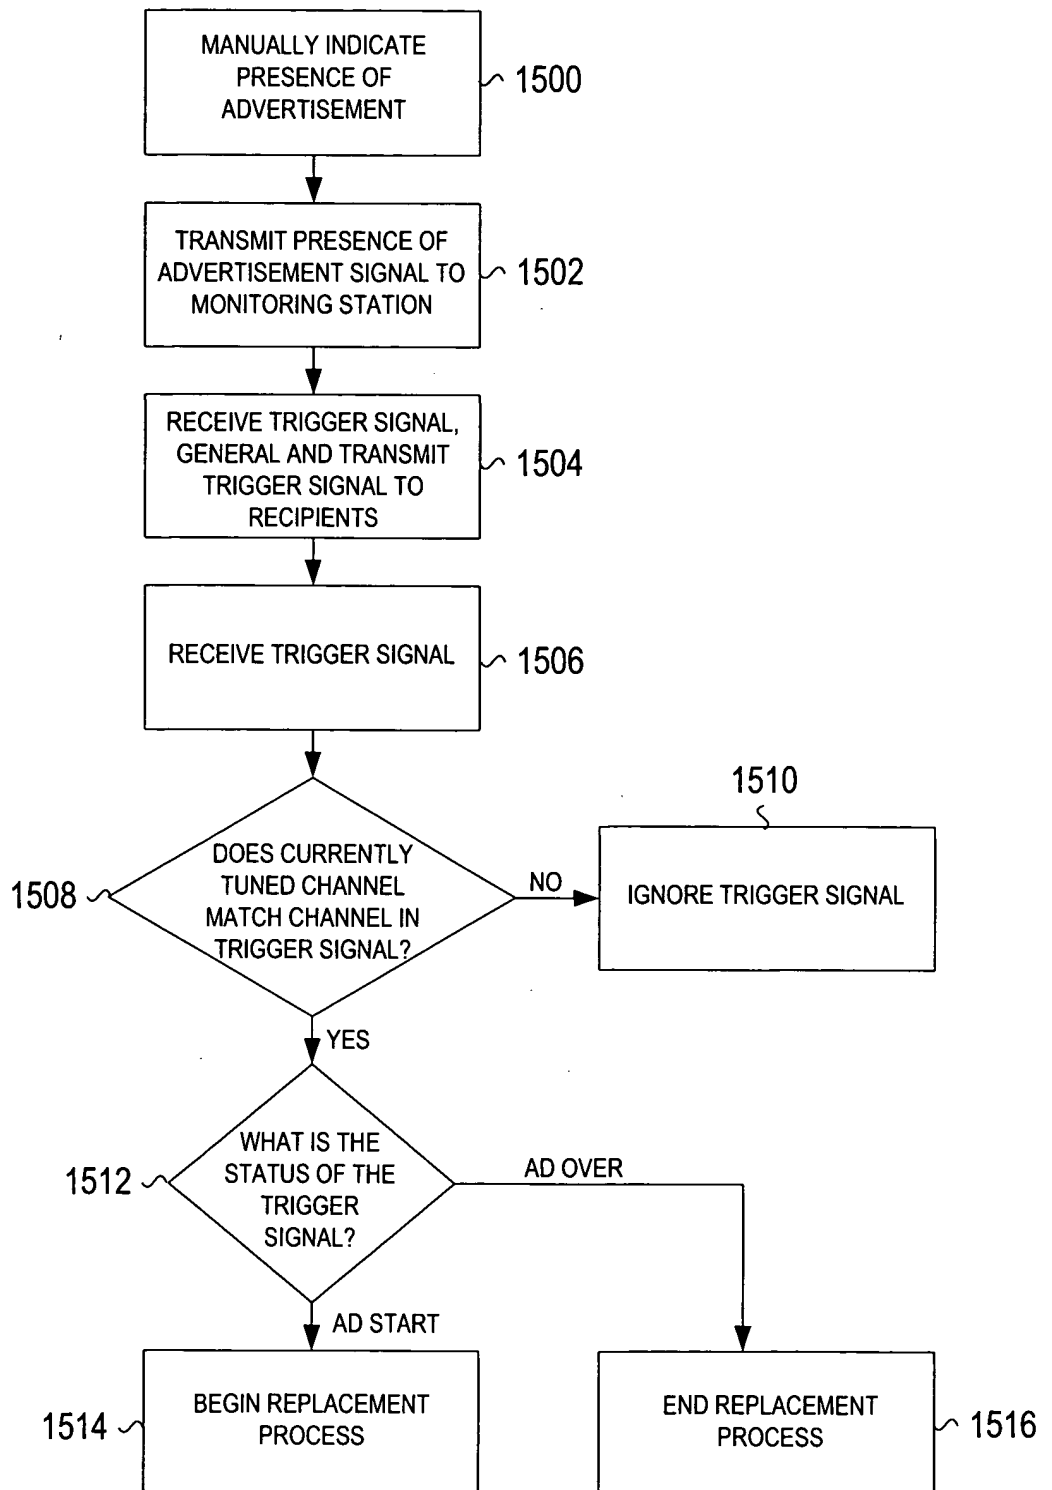 MANUALLY INDICATE
PRESENCE OF
ADVERTISEMENT
1500
TRANSMIT PRESENCE OF
ADVERTISEMENT SIGNAL TO
MONITORING STATION
1502
RECEIVE TRIGGER SIGNAL,
GENERAL AND TRANSMIT
TRIGGER SIGNAL TO
RECIPIENTS
1504
RECEIVE TRIGGER SIGNAL
1506
1508
DOES CURRENTLY
TUNED CHANNEL
MATCH CHANNEL IN
TRIGGER SIGNAL?
NO
1510
IGNORE TRIGGER SIGNAL
YES
1512
WHAT IS THE
STATUS OF THE
TRIGGER
SIGNAL?
AD OVER
AD START
1514
BEGIN REPLACEMENT
PROCESS
END REPLACEMENT
PROCESS
1516